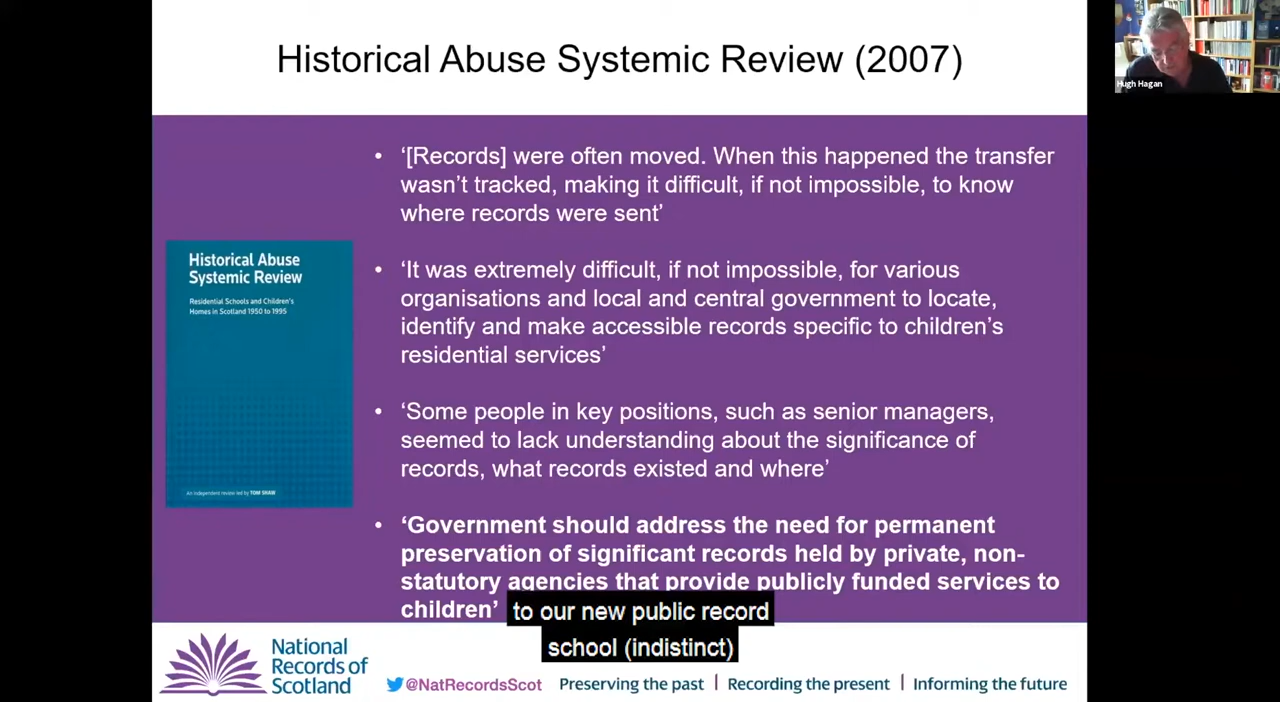 Historical Abuse Systemic Review (2007)
Hugh Hagan
• ‘[Records] were often moved. When this happened the transfer
wasn’t tracked, making it difficult, if not impossible, to know
where records were sent’
• ‘It was extremely difficult, if not impossible, for various
organisations and local and central government to locate,
identify and make accessible records specific to children’s
residential services’
• ‘Some people in key positions, such as senior managers,
seemed to lack understanding about the significance of
records, what records existed and where’
• ‘Government should address the need for permanent
preservation of significant records held by private, non-
statutory agencies that provide publicly funded services to
children’
Historical Abuse
Systemic Review
Residential Schools and Children's
Homes in Scotland 1950 to 1995
An independent review led by TOM SHAW
to our new public record
school (indistinct)
National
Records of
Scotland
@NatRecordsScot
Preserving the past | Recording the present | Informing the future